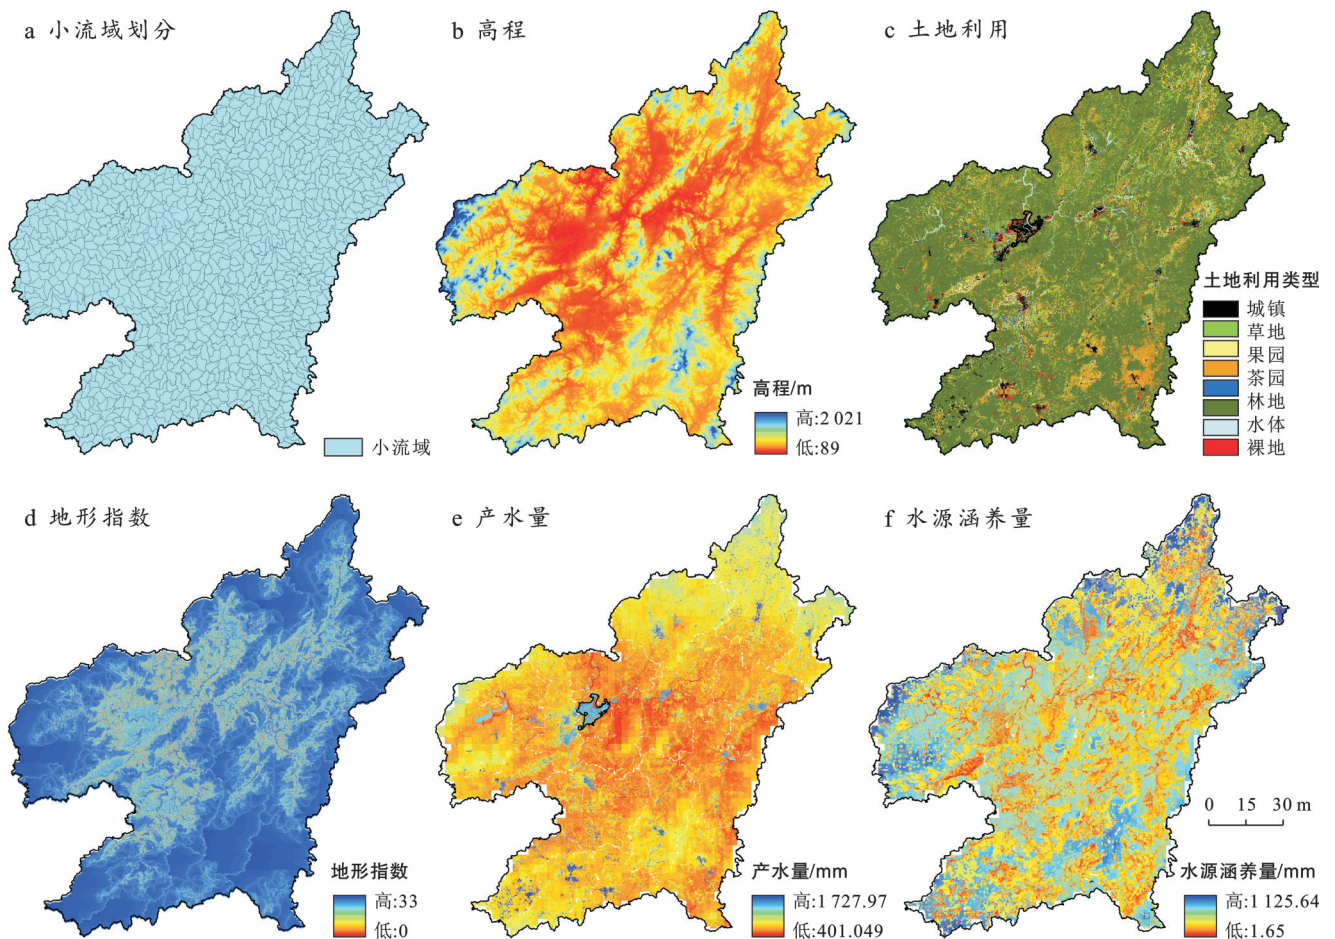 a 小流域划分
b 高程
c 土地利用
小流域
高程/m
高:2 021
低:89
土地利用类型
城镇
草地
果园
茶园
林地
水体
裸地
d 地形指数
e 产水量
f 水源涵养量
地形指数
高:33
低:0
产水量/mm
高:1 727.97
低:401.049
0 15 30 m
水源涵养量/mm
高:1 125.64
低:1.65